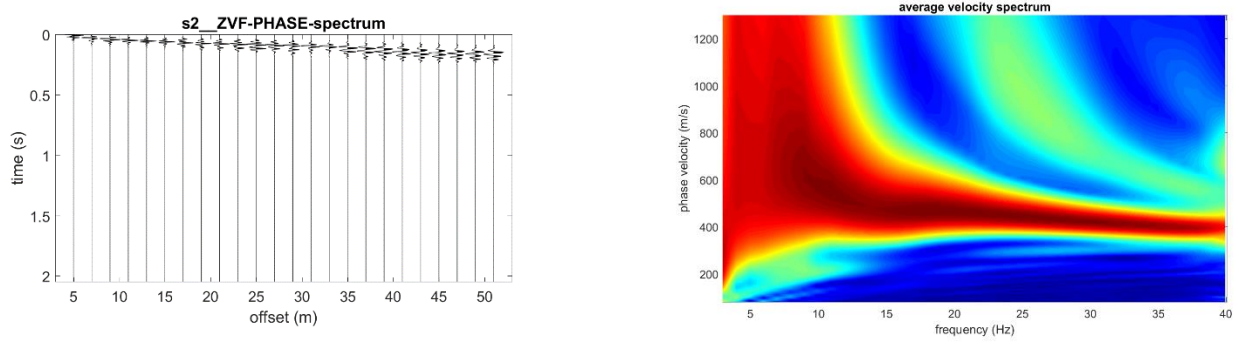 s2__ZVF-PHASE-spectrum
time (s)
0
0.5
1
1.5
2
5 10 15 20 25 30 35 40 45 50
offset (m)
average velocity spectrum
phase velocity (m/s)
1200
1000
800
600
400
200
5 10 15 20 25 30 35 40
frequency (Hz)